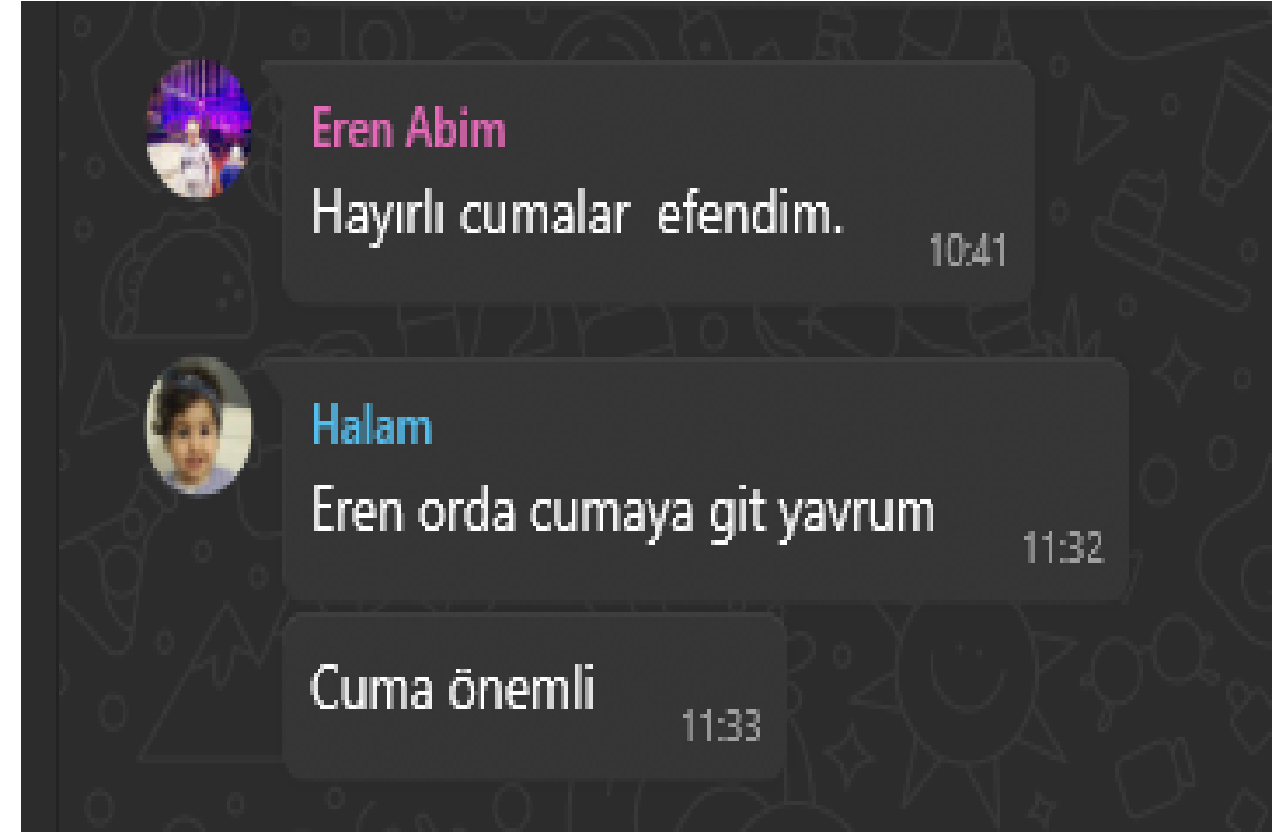 Eren Abim
Hayırlı cumalar  efendim.
10:41
Halam
Eren orda cumaya git yavrum
11:32
Cuma önemli
11:33